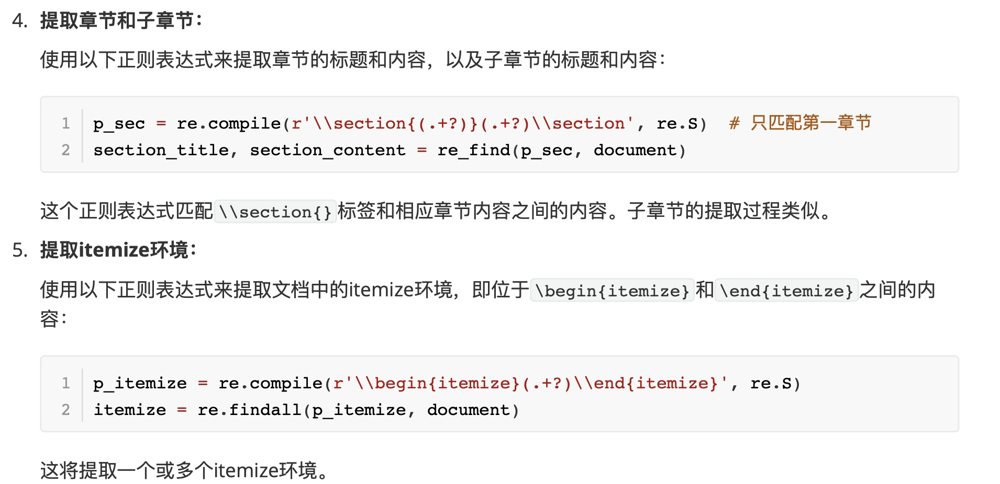 4. 提取章节和子章节：
使用以下正则表达式来提取章节的标题和内容，以及子章节的标题和内容：
1 p_sec = re.compile(r'\\section{(.+?)}(.+?)\\section', re.S)  # 只匹配第一章节
2 section_title, section_content = re_find(p_sec, document)
这个正则表达式匹配\\section{}标签和相应章节内容之间的内容。子章节的提取过程类似。
5. 提取itemize环境：
使用以下正则表达式来提取文档中的itemize环境，即位于\begin{itemize}和\end{itemize}之间的内
容：
1 p_itemize = re.compile(r'\\begin{itemize}(.+?)\\end{itemize}', re.S)
2 itemize = re.findall(p_itemize, document)
这将提取一个或多个itemize环境。